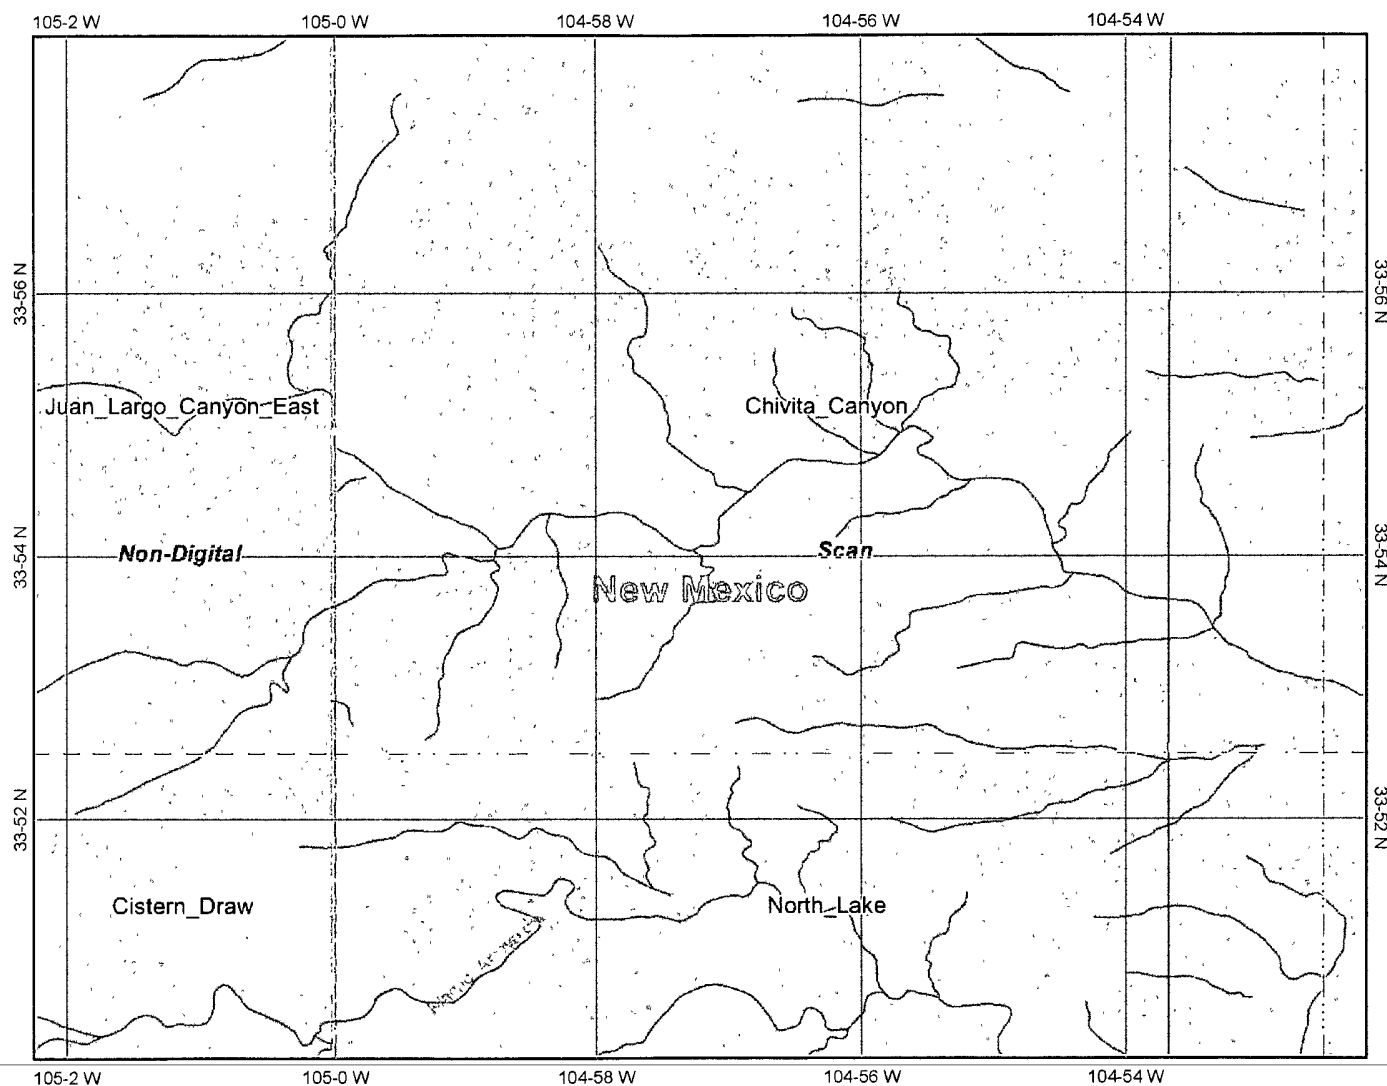 105-2 W 105-0 W 104-58 W 104-56 W 104-54 W
33-56 N 33-56 N
Juan_Largo_Canyon_East Chivita_Canyon
Non-Digital Scan
33-54 N 33-54 N
New Mexico
33-52 N 33-52 N
Cistern_Draw North_Lake
105-2 W 105-0 W 104-58 W 104-56 W 104-54 W